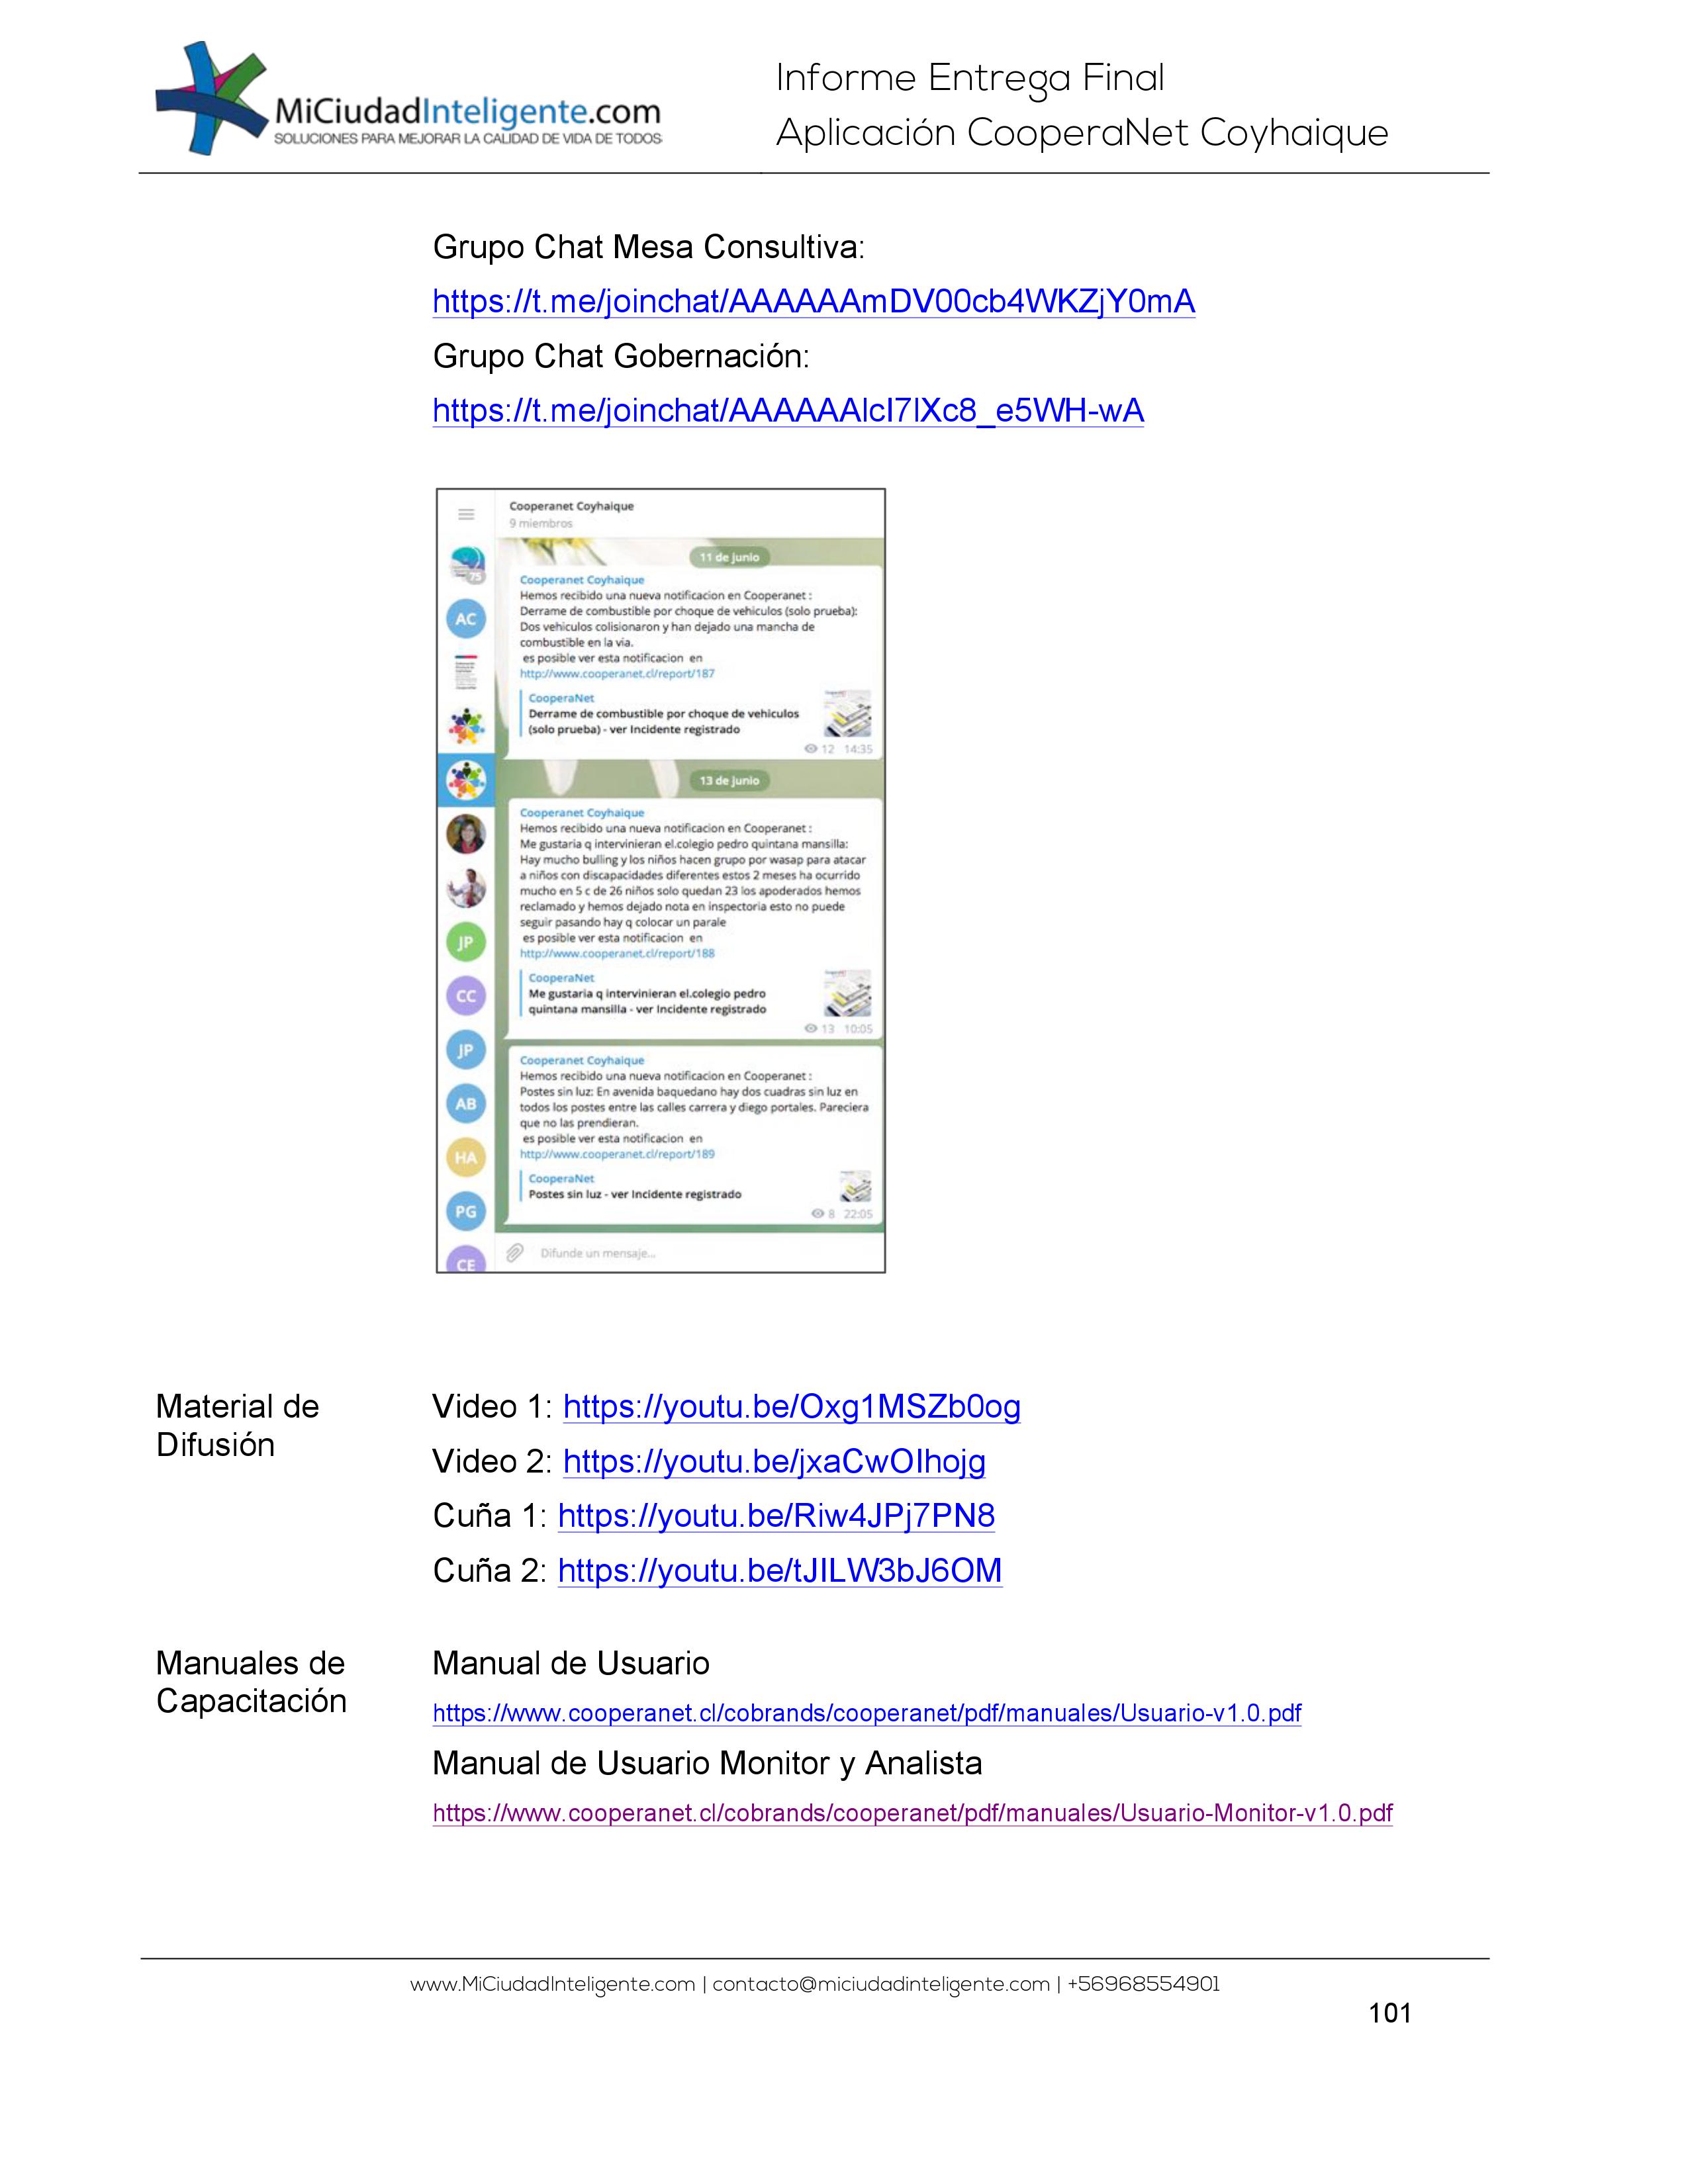 MiCiudadInteligente.com
SOLUCIONES PARA MEJORAR LA CALIDAD DE VIDA DE TODOS
Informe Entrega Final
Aplicación CooperaNet Coyhaique
Grupo Chat Mesa Consultiva:
https://t.me/joinchat/AAAAAAmDV00cb4WKZjY0mA
Grupo Chat Gobernación:
https://t.me/joinchat/AAAAAAlcI7lXc8_e5WH-wA
Cooperanet Coyhaique
9 miembros
75
AC
JP
CC
JP
AB
HA
PG
CE
11 de junio
Cooperanet Coyhaique
Hemos recibido una nueva notificacion en Cooperanet :
Derrame de combustible por choque de vehiculos (solo prueba):
Dos vehiculos colisionaron y han dejado una mancha de
combustible en la via.
es posible ver esta notificacion en
http://www.cooperanet.cl/report/187
CooperaNet
Derrame de combustible por choque de vehiculos
(solo prueba) - ver Incidente registrado
12 14:35
13 de junio
Cooperanet Coyhaique
Hemos recibido una nueva notificacion en Cooperanet :
Me gustaria q intervinieran el.colegio pedro quintana mansilla:
Hay mucho bulling y los niños hacen grupo por wasap para atacar
a niños con discapacidades diferentes estos 2 meses ha ocurrido
mucho en 5 c de 26 niños solo quedan 23 los apoderados hemos
reclamado y hemos dejado nota en inspectoria esto no puede
seguir pasando hay q colocar un parale
es posible ver esta notificacion en
http://www.cooperanet.cl/report/188
CooperaNet
Me gustaria q intervinieran el.colegio pedro
quintana mansilla - ver Incidente registrado
13 10:05
Cooperanet Coyhaique
Hemos recibido una nueva notificacion en Cooperanet :
Postes sin luz: En avenida baquedano hay dos cuadras sin luz en
todos los postes entre las calles carrera y diego portales. Pareciera
que no las prendieran.
es posible ver esta notificacion en
http://www.cooperanet.cl/report/189
CooperaNet
Postes sin luz - ver Incidente registrado
8 22:05
Difunde un mensaje...
Material de
Difusión
Video 1: https://youtu.be/Oxg1MSZb0og
Video 2: https://youtu.be/jxaCwOIhojg
Cuña 1: https://youtu.be/Riw4JPj7PN8
Cuña 2: https://youtu.be/tJILW3bJ6OM
Manuales de
Capacitación
Manual de Usuario
https://www.cooperanet.cl/cobrands/cooperanet/pdf/manuales/Usuario-v1.0.pdf
Manual de Usuario Monitor y Analista
https://www.cooperanet.cl/cobrands/cooperanet/pdf/manuales/Usuario-Monitor-v1.0.pdf
www.MiCiudadInteligente.com | contacto@miciudadinteligente.com | +56968554901
101